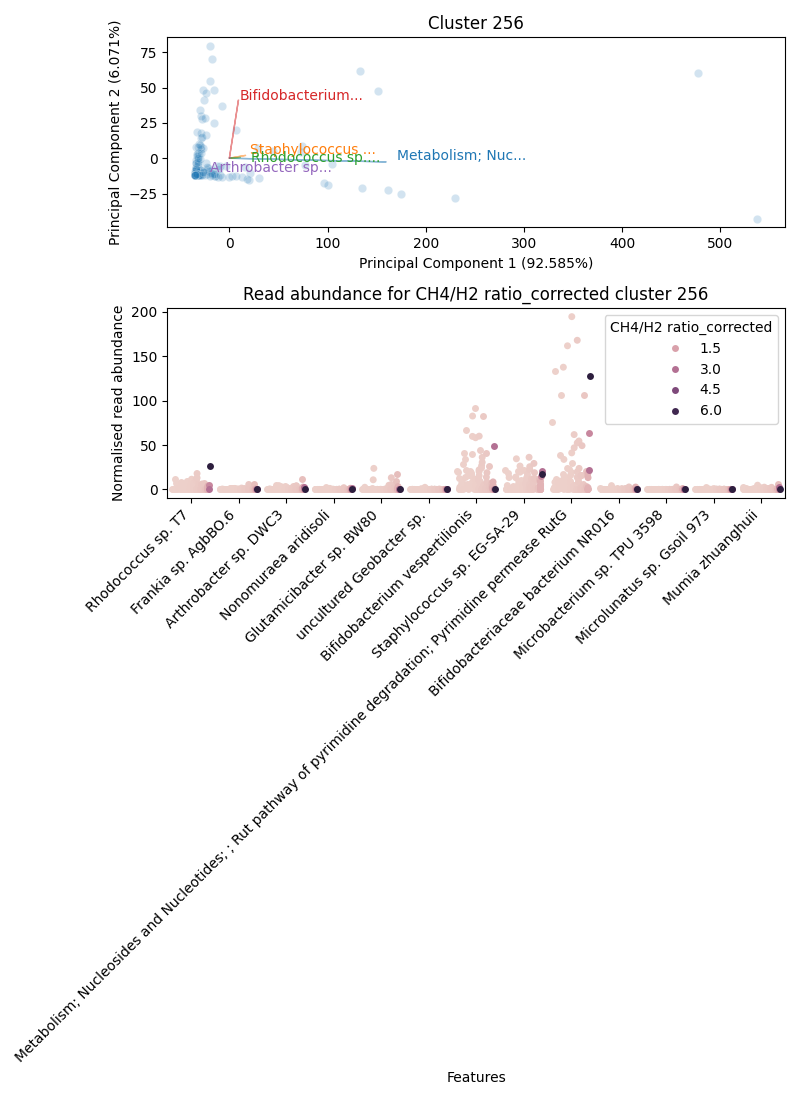 Cluster 256
Principal Component 2 (6.071%)
75
50
25
0
−25
Bifidobacterium...
Staphylococcus ...
Rhodococcus sp....
Metabolism; Nuc...
Arthrobacter sp...
0
100
200
300
400
500
Principal Component 1 (92.585%)
Read abundance for CH4/H2 ratio_corrected cluster 256
Normalised read abundance
200
150
100
50
0
CH4/H2 ratio_corrected
1.5
3.0
4.5
6.0
Rhodococcus sp. T7
Frankia sp. AgbBO.6
Arthrobacter sp. DWC3
Nonomuraea aridisoli
Glutamicibacter sp. BW80
uncultured Geobacter sp.
Bifidobacterium vespertilionis
Staphylococcus sp. EG-SA-29
Metabolism; Nucleosides and Nucleotides; ; Rut pathway of pyrimidine degradation; Pyrimidine permease RutG
Bifidobacteriaceae bacterium NR016
Microbacterium sp. TPU 3598
Microlunatus sp. Gsoil 973
Mumia zhuanghuii
Features